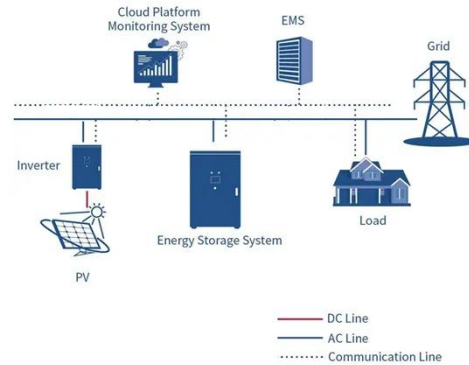 Cloud Platform
Monitoring System
EMS
Grid
Inverter
Energy Storage System
Load
PV
DC Line
AC Line
Communication Line